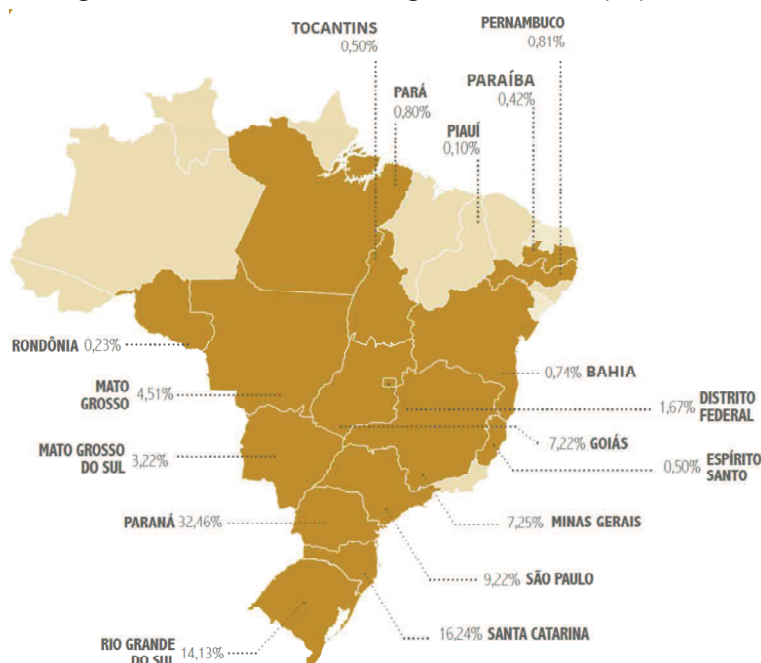 TOCANTINS
0,50%
PERNAMBUCO
0,81%
PARÁ
0,80%
PARAÍBA
0,42%
PIAUÍ
0,10%
RONDÔNIA 0,23%
MATO
GROSSO 4,51%
0,74% BAHIA
1,67% DISTRITO
FEDERAL
MATO GROSSO
DO SUL 3,22%
7,22% GOIÁS
0,50% ESPÍRITO
SANTO
PARANÁ 32,46%
7,25% MINAS GERAIS
9,22% SÃO PAULO
16,24% SANTA CATARINA
RIO GRANDE
DO SUL 14,13%